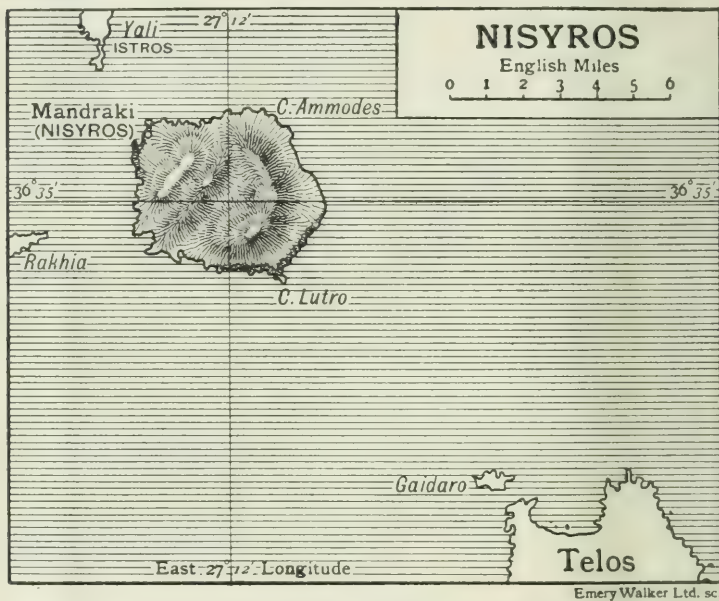 27° 12'
Yali
ISTROS
NISYROS
English Miles
0 1 2 3 4 5 6
Mandraki
(NISYROS)
C. Ammodes
36° 35'
36° 35'
Rakhia
C. Lutro
Gaidaro
Telos
East 27° 12' Longitude
Emery Walker Ltd. sc